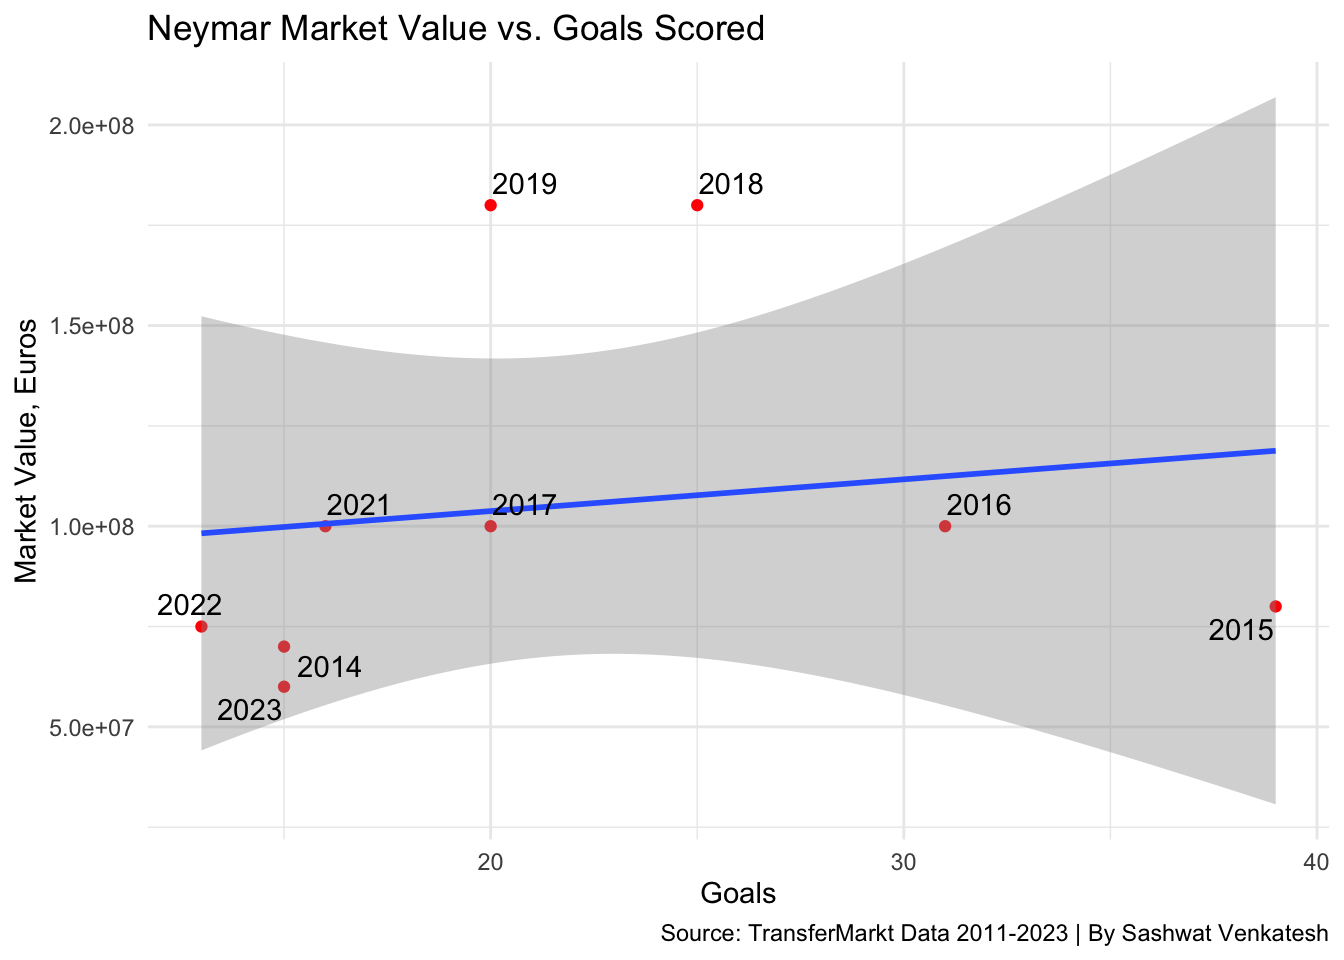 Neymar Market Value vs. Goals Scored
2.0e+08
2019
2018
1.5e+08
Market Value, Euros
2021
2017
2016
1.0e+08
2022
2015
2014
2023
5.0e+07
20
30
40
Goals
Source: TransferMarkt Data 2011-2023 | By Sashwat Venkatesh